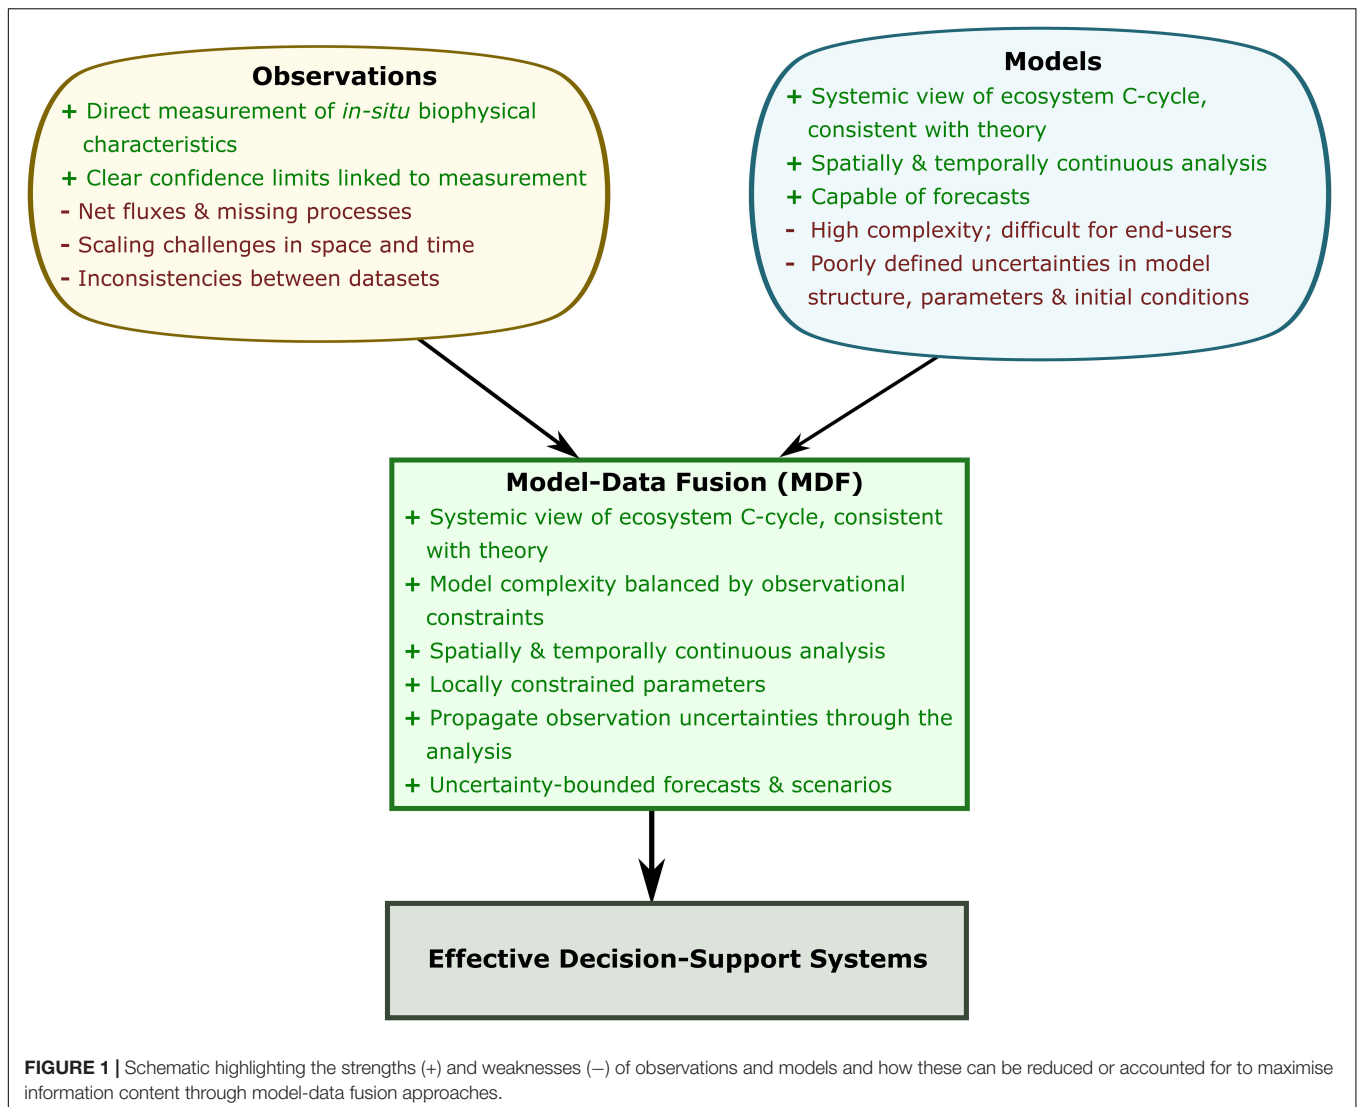 Observations
+ Direct measurement of in-situ biophysical
characteristics
+ Clear confidence limits linked to measurement
- Net fluxes & missing processes
- Scaling challenges in space and time
- Inconsistencies between datasets
Models
+ Systemic view of ecosystem C-cycle,
consistent with theory
+ Spatially & temporally continuous analysis
+ Capable of forecasts
- High complexity; difficult for end-users
- Poorly defined uncertainties in model
structure, parameters & initial conditions
Model-Data Fusion (MDF)
+ Systemic view of ecosystem C-cycle, consistent
with theory
+ Model complexity balanced by observational
constraints
+ Spatially & temporally continuous analysis
+ Locally constrained parameters
+ Propagate observation uncertainties through the
analysis
+ Uncertainty-bounded forecasts & scenarios
Effective Decision-Support Systems
FIGURE 1 | Schematic highlighting the strengths (+) and weaknesses (−) of observations and models and how these can be reduced or accounted for to maximise
information content through model-data fusion approaches.